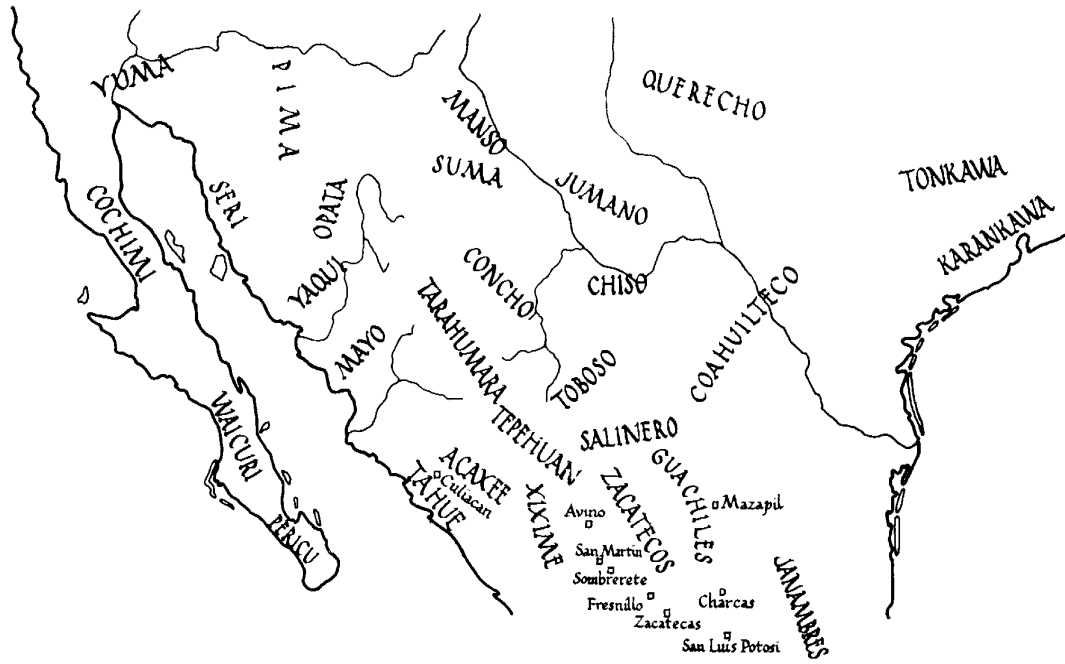 YUMA
PIMA
MANSO
QUERECHO
SUMA
JUMANO
TONKAWA
KARANKAWA
COCHIMI
SERI
OPATA
YAQUI
CONCHO
CHISO
MAYO
TARAHUMARA
TOBOSO
COAHUILTECO
WAICURI
TEPEHUAN
SALINERO
GUACHILES
ACAXEE
Culiacan
TAHUE
XIXIME
ZACATECOS
Mazapil
Avino
PERICU
San Martin
Sombrerete
Fresnillo
Zacatecas
Charcas
San Luis Potosi
JANAMBRES